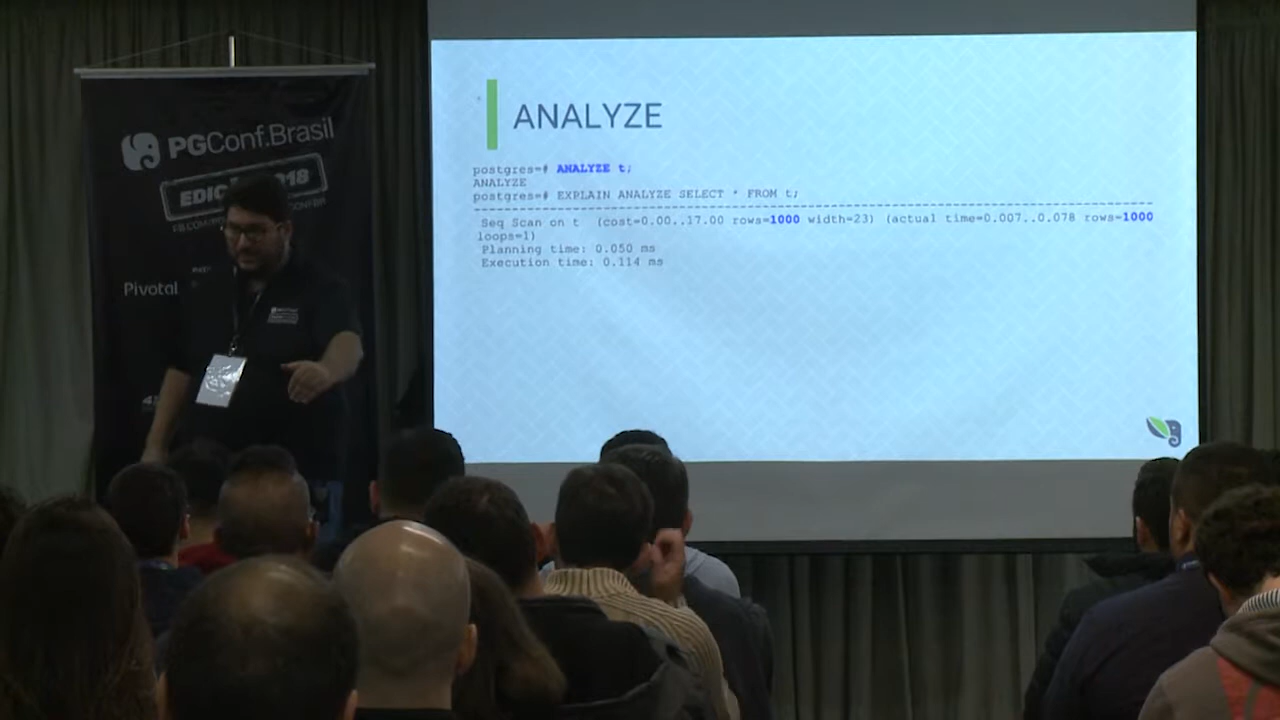 PGConf.Brasil
Pivotal
ANALYZE
postgres=# ANALYZE t;
ANALYZE
postgres=# EXPLAIN ANALYZE SELECT * FROM t;
Seq Scan on t (cost=0.00..17.00 rows=1000 width=23) (actual time=0.007..0.078 rows=1000
loops=1)
Planning time: 0.050 ms
Execution time: 0.114 ms